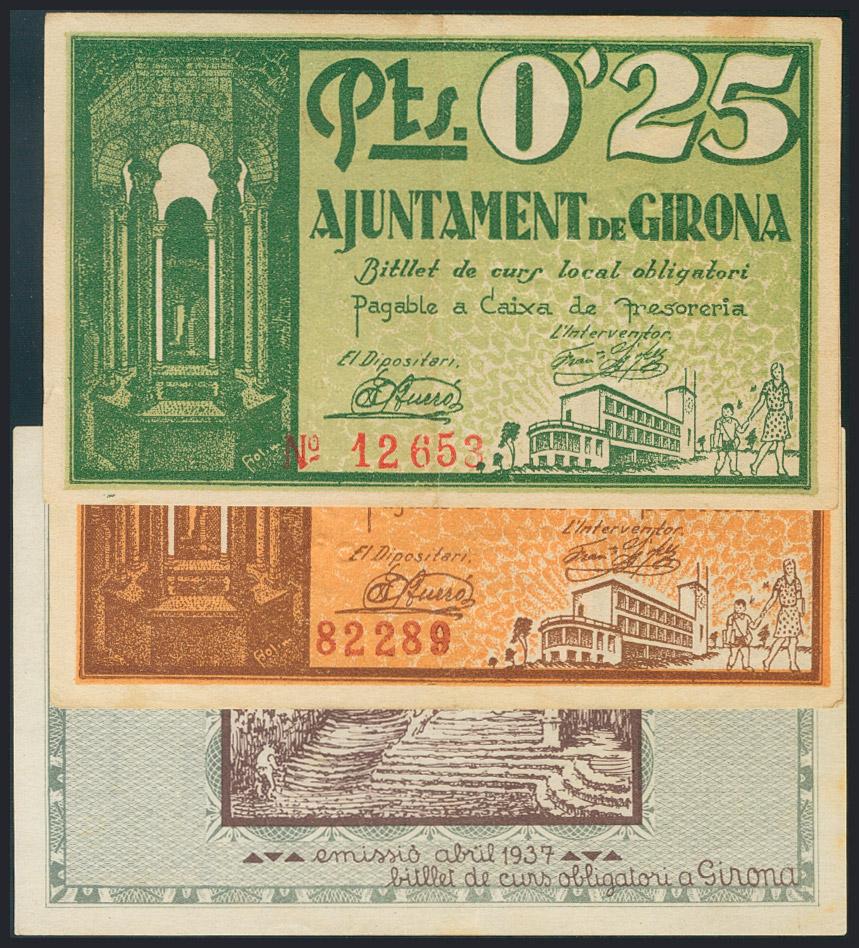 Pts. 0'25
AJUNTAMENT DE GIRONA
Bitllet de curs local obligatori
Pagable a Caixa de Tresoreria
L'Interventor,
El Dipositari,
Nº 12653
L'Interventor,
El Dipositari,
82289
emissió abril 1937
bitllet de curs obligatori a Girona